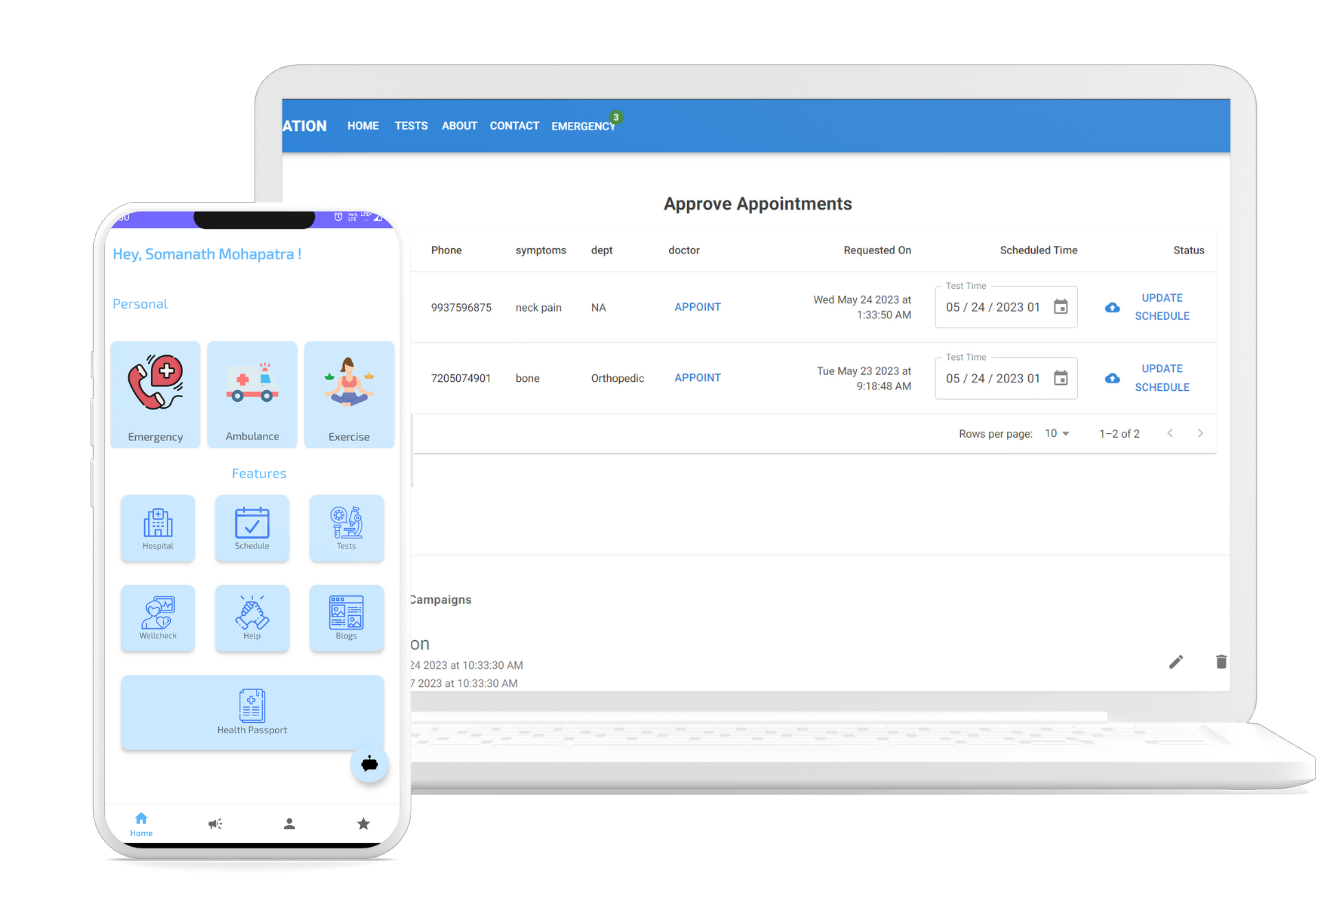 ATION HOME TESTS ABOUT CONTACT EMERGENCY 3
Approve Appointments
Phone symptoms dept doctor Requested On Scheduled Time Status
Test Time
9937596875 neck pain NA APPOINT Wed May 24 2023 at 05 / 24 / 2023 01 UPDATE
1:33:50 AM SCHEDULE
Test Time
7205074901 bone Orthopedic APPOINT Tue May 23 2023 at 05 / 24 / 2023 01 UPDATE
9:18:48 AM SCHEDULE
Rows per page: 10 1–2 of 2
Campaigns
on
24 2023 at 10:33:30 AM
7 2023 at 10:33:30 AM
Hey, Somanath Mohapatra !
Personal
Emergency Ambulance Exercise
Features
Hospital Schedule Tests
Wellcheck Help Blogs
Health Passport
Home